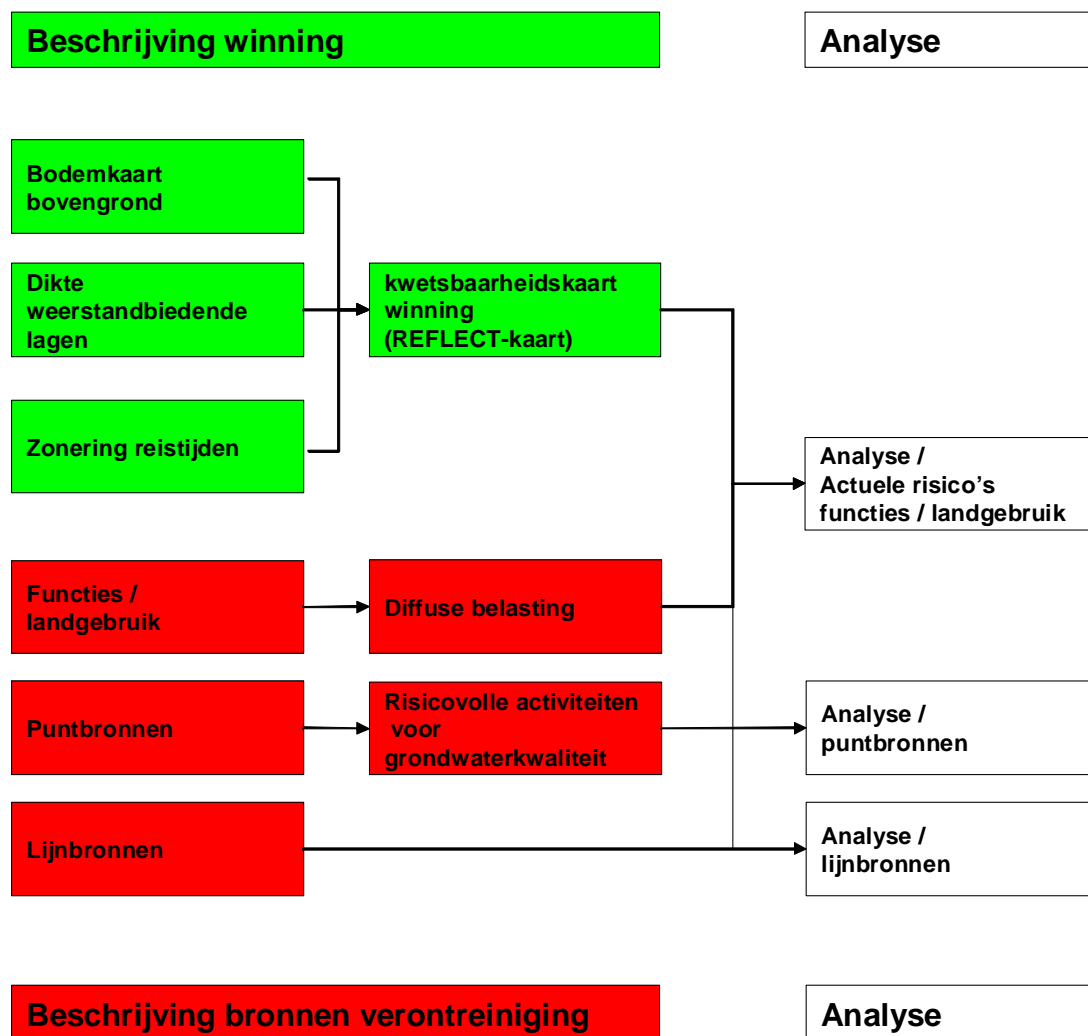 Beschrijving winning
Analyse
Bodemkaart
bovengrond
Dikte
weerstandbiedende
lagen
kwetsbaarheidskaart
winning
(REFLECT-kaart)
Zonering reistijden
Analyse /
Actuele risico's
functies / landgebruik
Functies /
landgebruik
Diffuse belasting
Puntbronnen
Risicovolle activiteiten
voor
grondwaterkwaliteit
Analyse /
puntbronnen
Lijnbronnen
Analyse /
lijnbronnen
Beschrijving bronnen verontreiniging
Analyse